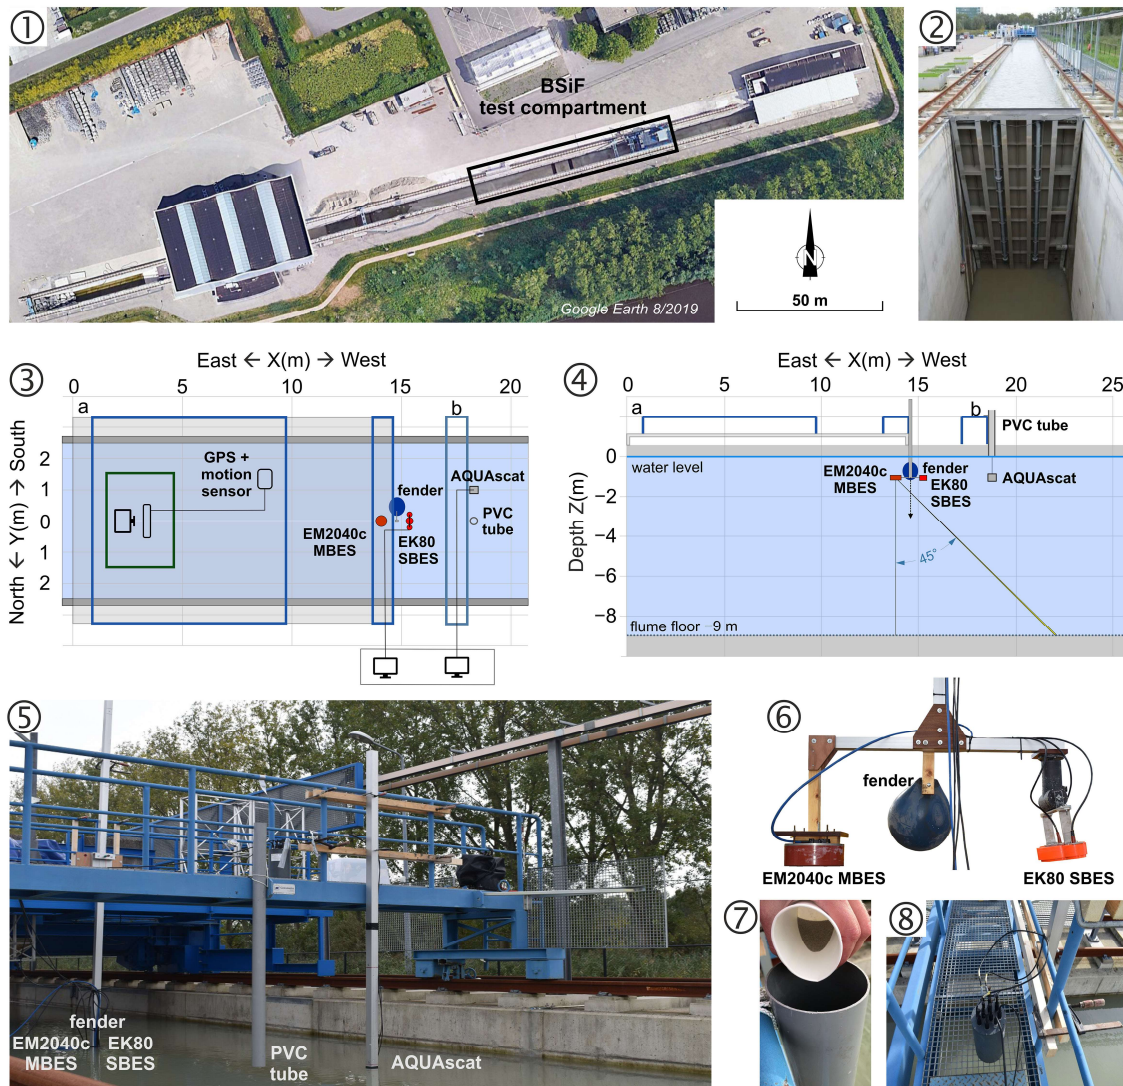 ①
BSiF
test compartment
Google Earth 8/2019
N
50 m
②
③
East ← X(m) → West
0 5 10 15 20
a
b
North ← Y(m) → South
2
1
0
1
2
GPS +
motion
sensor
fender
AQUAscat
EM2040c
MBES
EK80
SBES
PVC
tube
④
East ← X(m) → West
0 5 10 15 20 25
a
b
PVC tube
Depth Z(m)
0
−2
−4
−6
−8
water level
EM2040c
MBES
fender
EK80
SBES
AQUAscat
45°
flume floor −9 m
⑤
fender
EM2040c EK80
MBES SBES
PVC
tube
AQUAscat
⑥
fender
EM2040c MBES
EK80 SBES
⑦
⑧